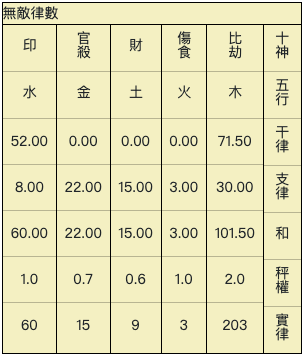 無敵律數
印 官殺 財 傷食 比劫 十神
水 金 土 火 木 五行
52.00 0.00 0.00 0.00 71.50 干律
8.00 22.00 15.00 3.00 30.00 支律
60.00 22.00 15.00 3.00 101.50 和
1.0 0.7 0.6 1.0 2.0 秤權
60 15 9 3 203 實律